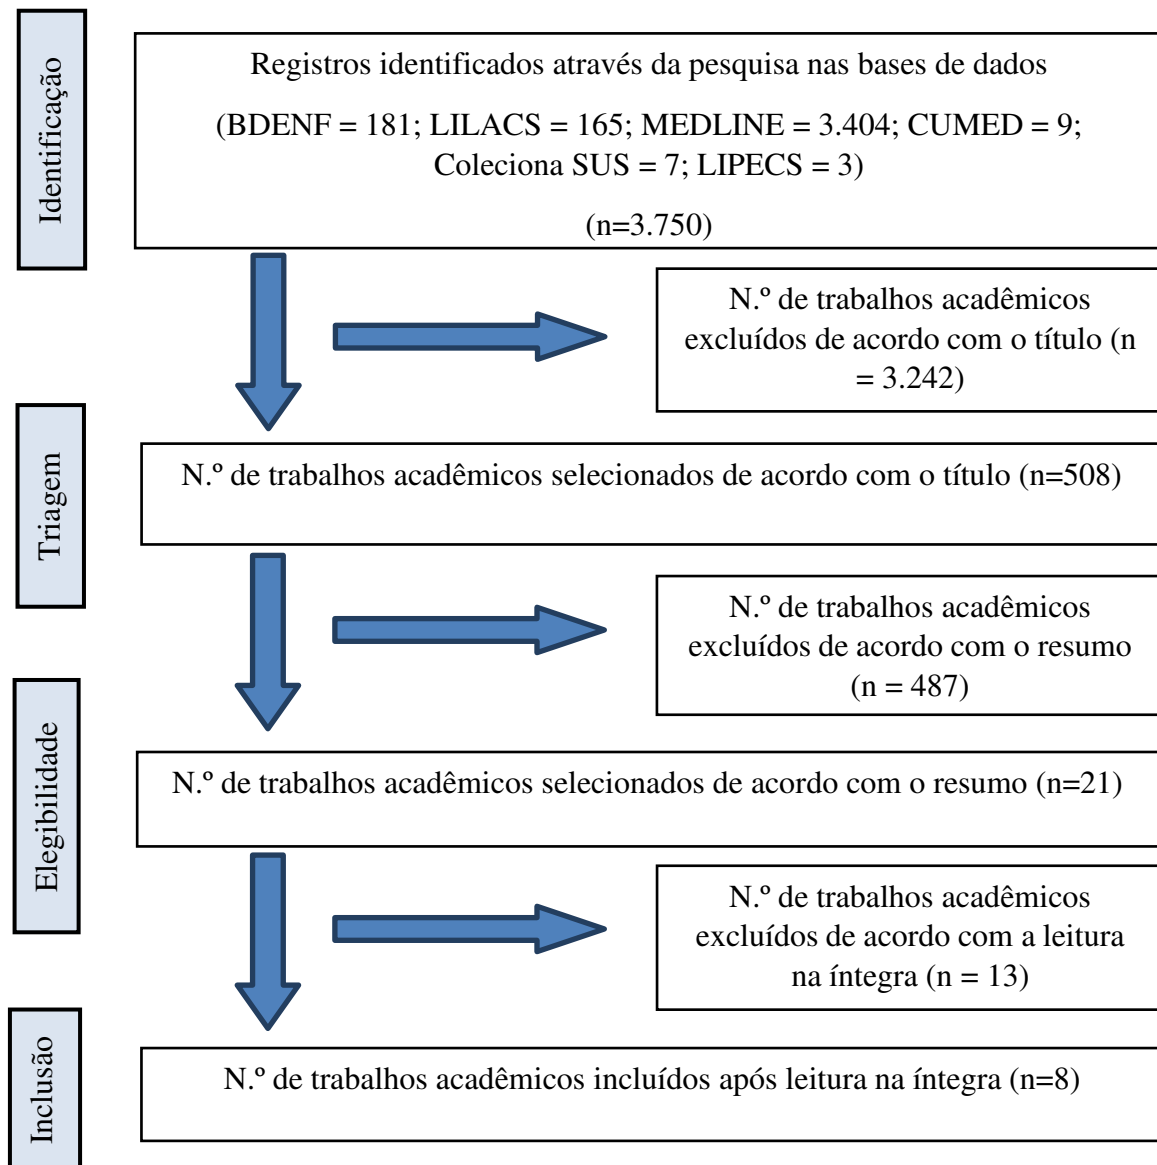 Identificação
Registros identificados através da pesquisa nas bases de dados
(BDENF = 181; LILACS = 165; MEDLINE = 3.404; CUMED = 9;
Coleciona SUS = 7; LIPECS = 3)
(n=3.750)
N.º de trabalhos acadêmicos
excluídos de acordo com o título (n
= 3.242)
Triagem
N.º de trabalhos acadêmicos selecionados de acordo com o título (n=508)
N.º de trabalhos acadêmicos
excluídos de acordo com o resumo
(n = 487)
Elegibilidade
N.º de trabalhos acadêmicos selecionados de acordo com o resumo (n=21)
N.º de trabalhos acadêmicos
excluídos de acordo com a leitura
na íntegra (n = 13)
Inclusão
N.º de trabalhos acadêmicos incluídos após leitura na íntegra (n=8)